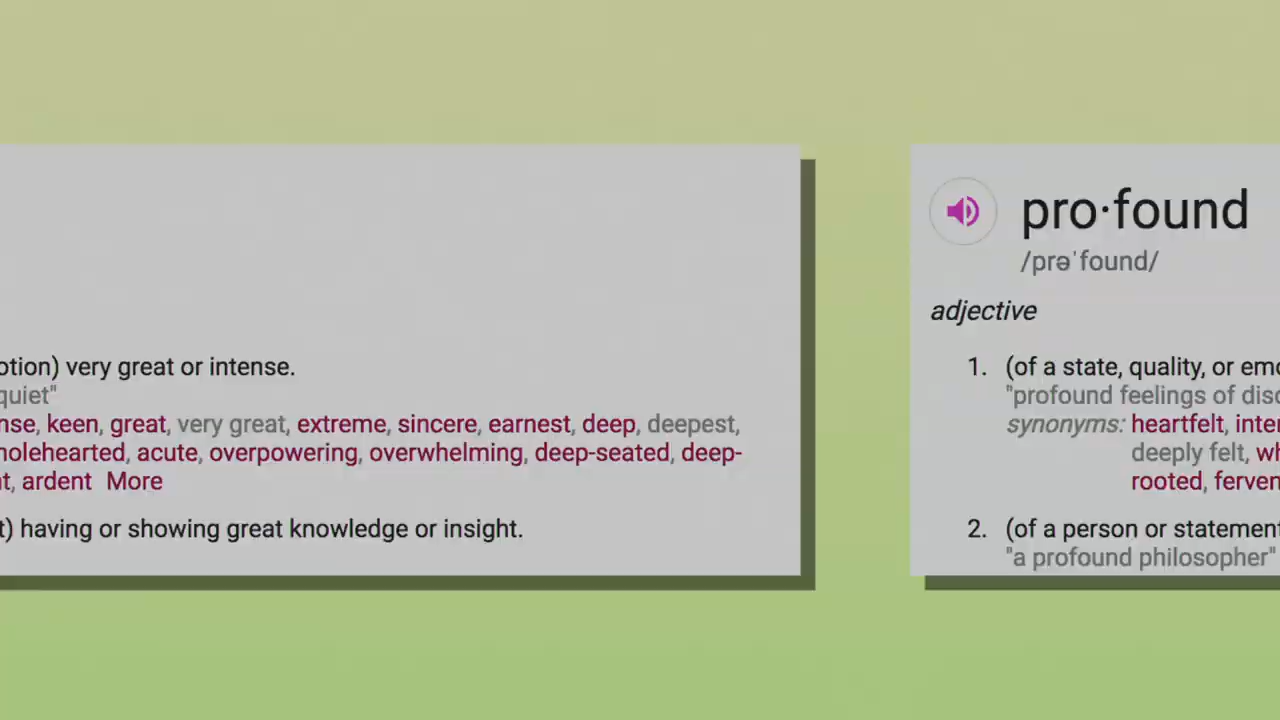 otion) very great or intense.
quiet"
nse, keen, great, very great, extreme, sincere, earnest, deep, deepest,
holehearted, acute, overpowering, overwhelming, deep-seated, deep-
t, ardent More
t) having or showing great knowledge or insight.
pro·found
/prəˈfound/
adjective
1. (of a state, quality, or emo
"profound feelings of disq
synonyms: heartfelt, inten
deeply felt, wh
rooted, ferven
2. (of a person or statement
"a profound philosopher"